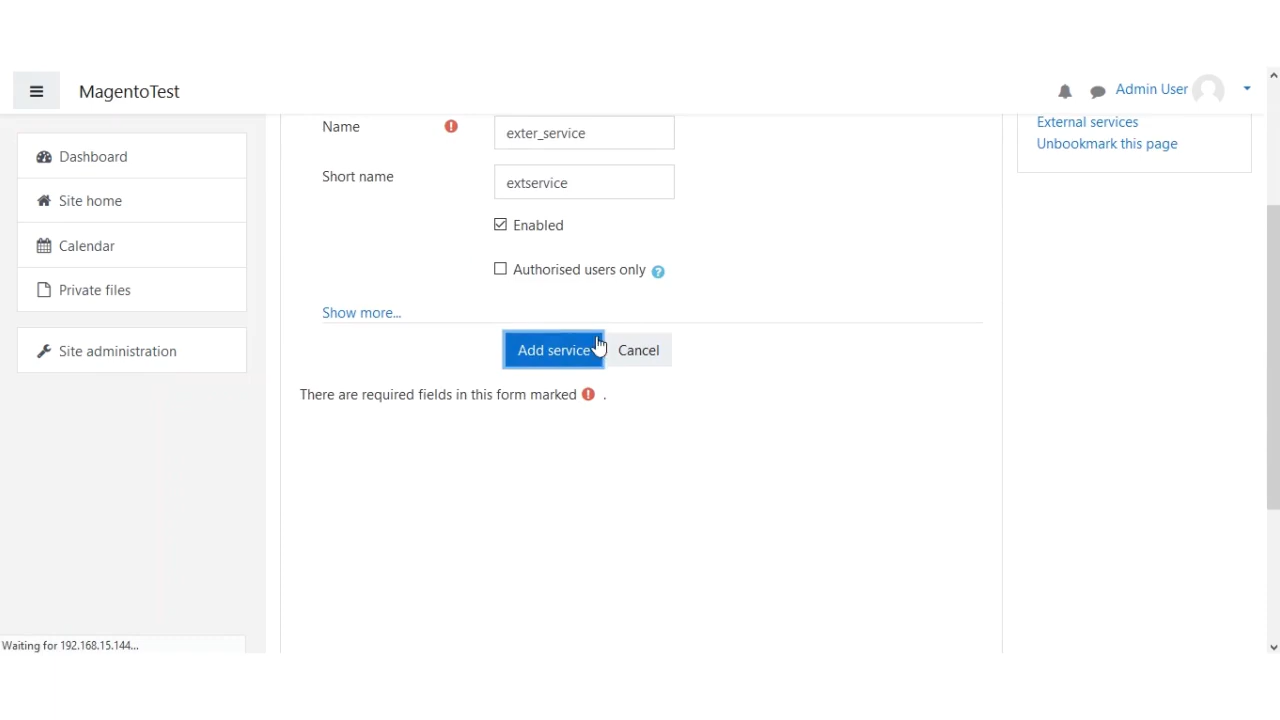 MagentoTest
Admin User
Dashboard
Site home
Calendar
Private files
Site administration
Name
exter_service
Short name
extservice
Enabled
Authorised users only
Show more...
Add service
Cancel
There are required fields in this form marked .
External services
Unbookmark this page
Waiting for 192.168.15.144...